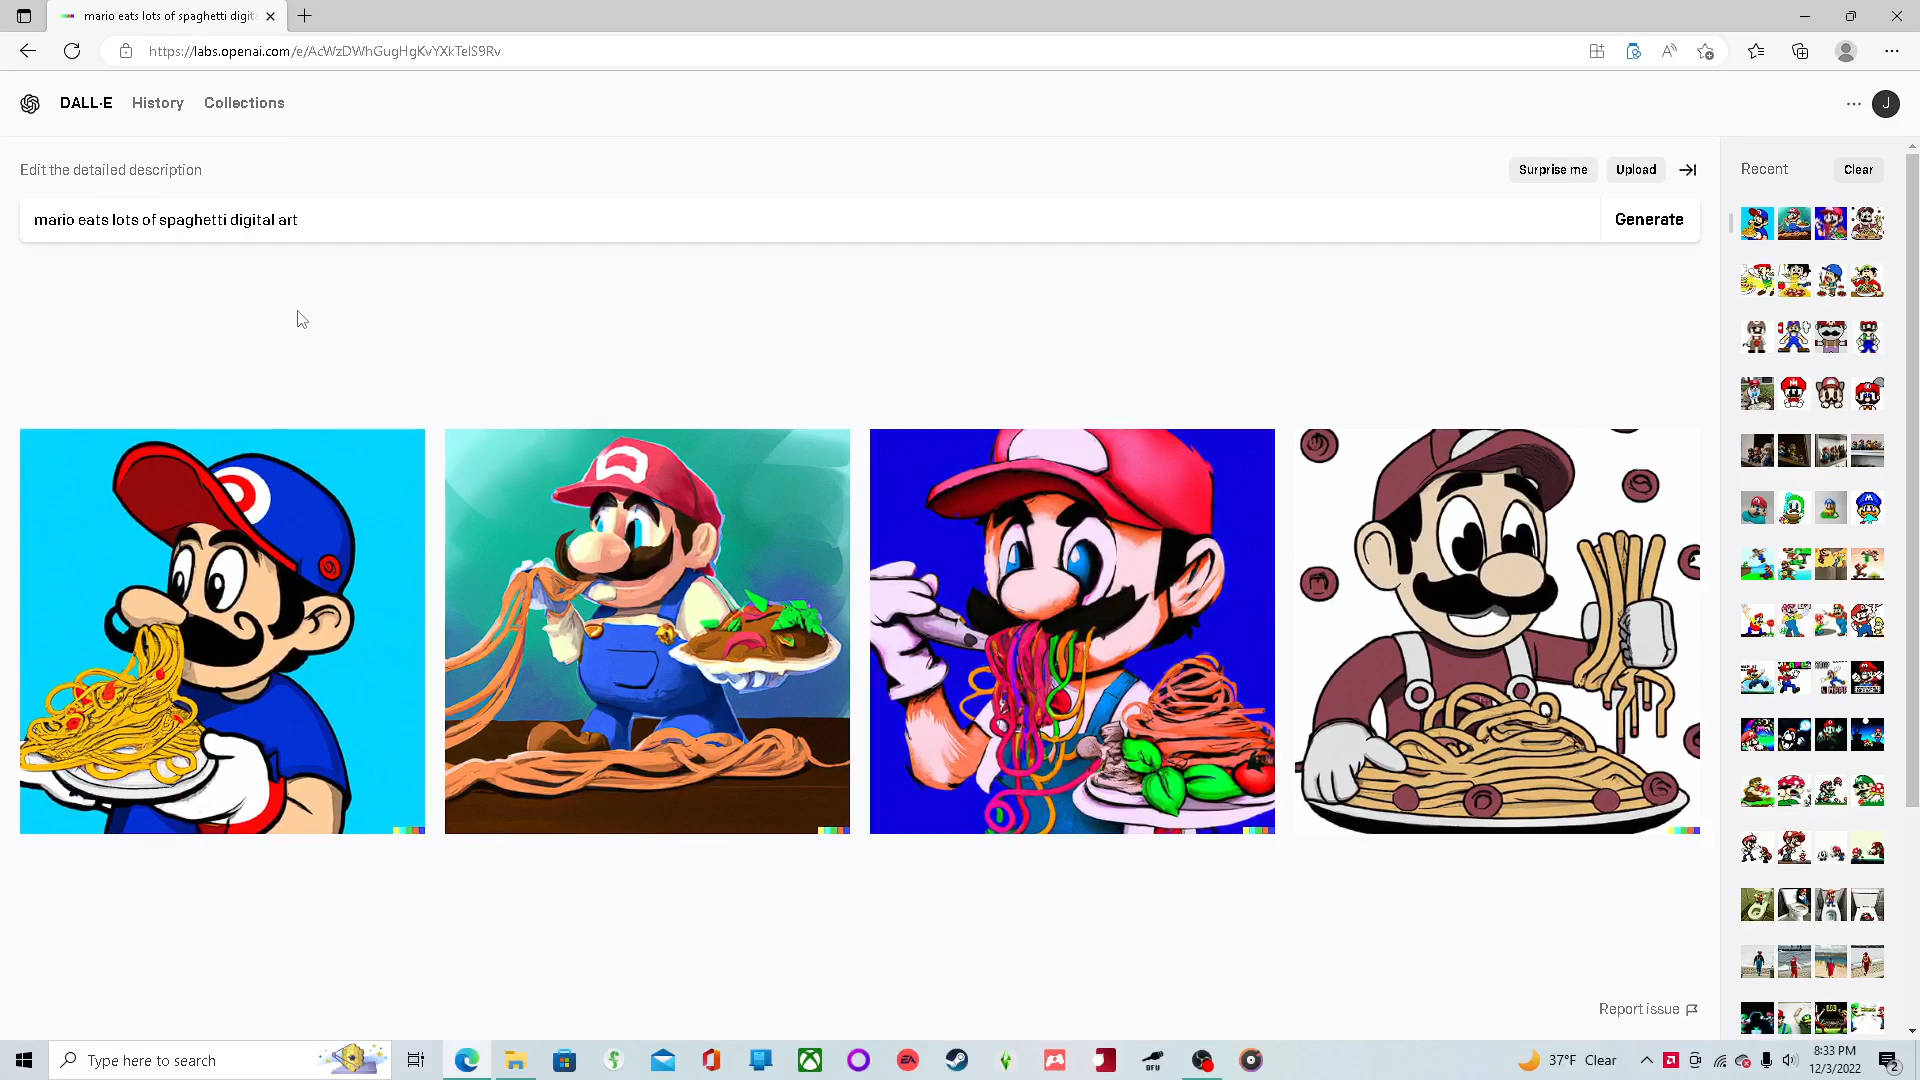 mario eats lots of spaghetti digit
https://labs.openai.com/e/AcWzDWhGugHgKvYXkTelS9Rv
DALL·E History Collections
J
Edit the detailed description
Surprise me Upload
Recent Clear
mario eats lots of spaghetti digital art
Generate
Report issue
Type here to search
37°F Clear
8:33 PM
12/3/2022
2